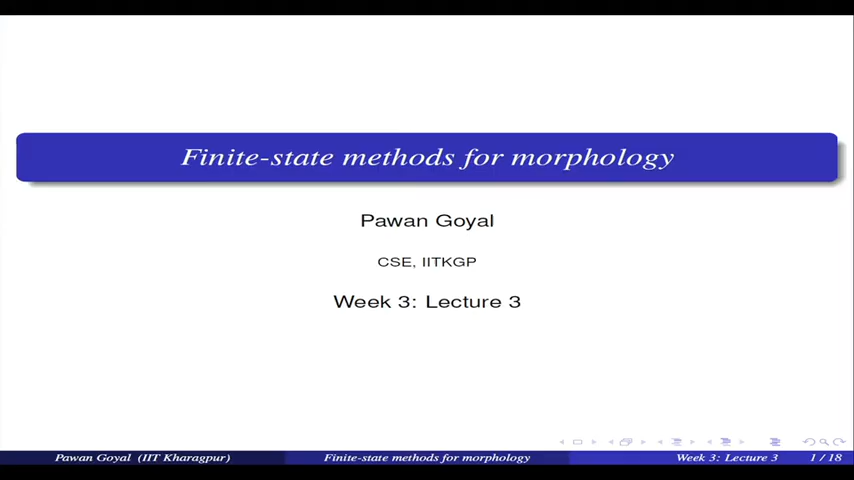 Finite-state methods for morphology
Pawan Goyal
CSE, IITKGP
Week 3: Lecture 3
Pawan Goyal (IIT Kharagpur) Finite-state methods for morphology Week 3: Lecture 3 1 / 18